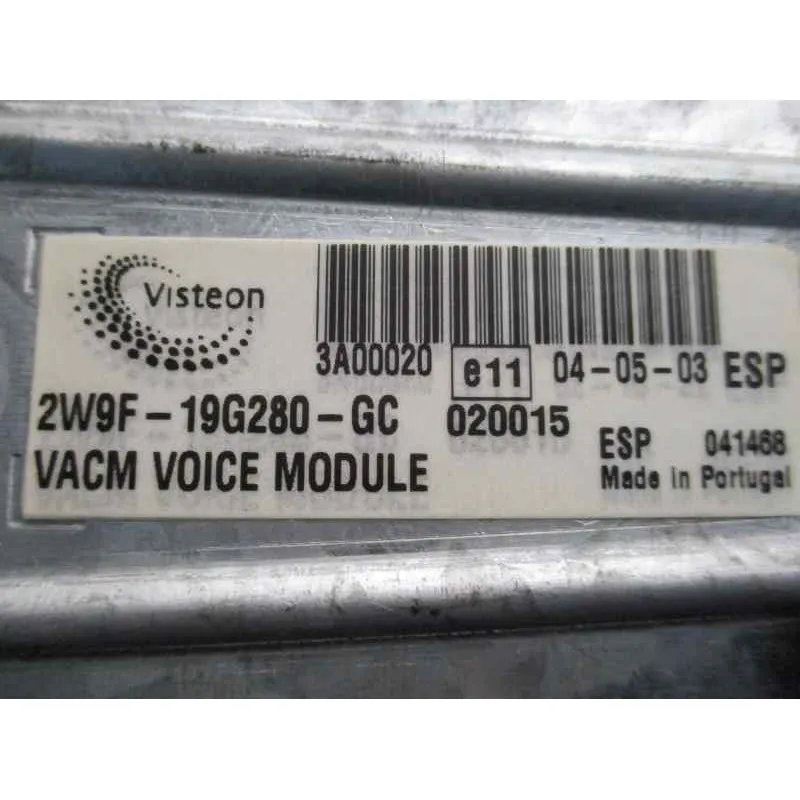 Visteon
3A00020 e11 04-05-03 ESP
2W9F-19G280-GC 020015 ESP 041468
VACM VOICE MODULE Made in Portugal